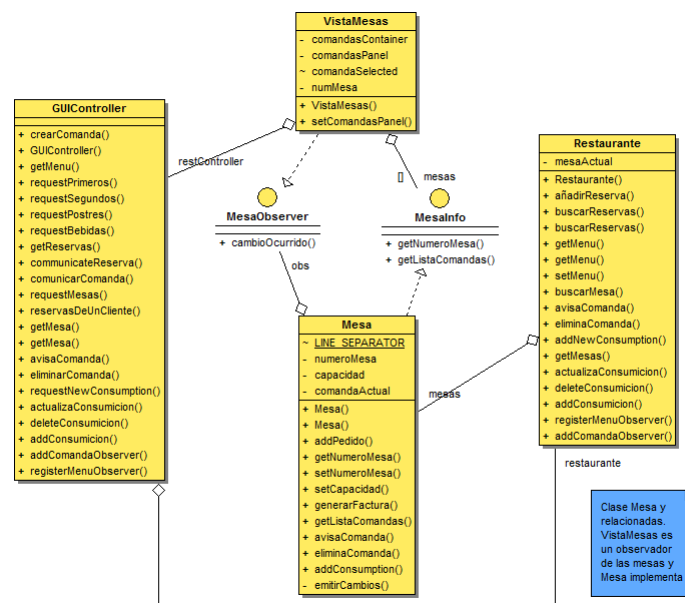 VistaMesas
- comandasContainer
- comandasPanel
~ comandaSelected
- numMesa
+ VistaMesas()
+ setComandasPanel()
GUIController
+ crearComanda()
+ GUIController()
+ getMenu()
+ requestPrimeros()
+ requestSegundos()
+ requestPostres()
+ requestBebidas()
+ getReservas()
+ communicateReserva()
+ comunicarComanda()
+ requestMesas()
+ reservasDeUnCliente()
+ getMesa()
+ getMesa()
+ avisaComanda()
+ eliminarComanda()
+ requestNewConsumption()
+ actualizaConsumicion()
+ deleteConsumicion()
+ addConsumicion()
+ addComandaObserver()
+ registerMenuObserver()
restController
[] mesas
MesaObserver
+ cambioOcurrido()
obs
MesaInfo
+ getNumeroMesa()
+ getListaComandas()
Restaurante
- mesaActual
+ Restaurante()
+ añadirReserva()
+ buscarReservas()
+ buscarReservas()
+ getMenu()
+ getMenu()
+ setMenu()
+ buscarMesa()
+ avisaComanda()
+ eliminaComanda()
+ addNewConsumption()
+ getMesas()
+ actualizaConsumicion()
+ deleteConsumicion()
+ addConsumicion()
+ registerMenuObserver()
+ addComandaObserver()
Mesa
~ LINE_SEPARATOR
- numeroMesa
- capacidad
- comandaActual
+ Mesa()
+ Mesa()
+ addPedido()
+ getNumeroMesa()
+ setNumeroMesa()
+ setCapacidad()
+ generarFactura()
+ getListaComandas()
+ avisaComanda()
+ eliminaComanda()
+ addConsumption()
- emitirCambios()
mesas
restaurante
Clase Mesa y
relacionadas.
VistaMesas es
un observador
de las mesas y
Mesa implementa